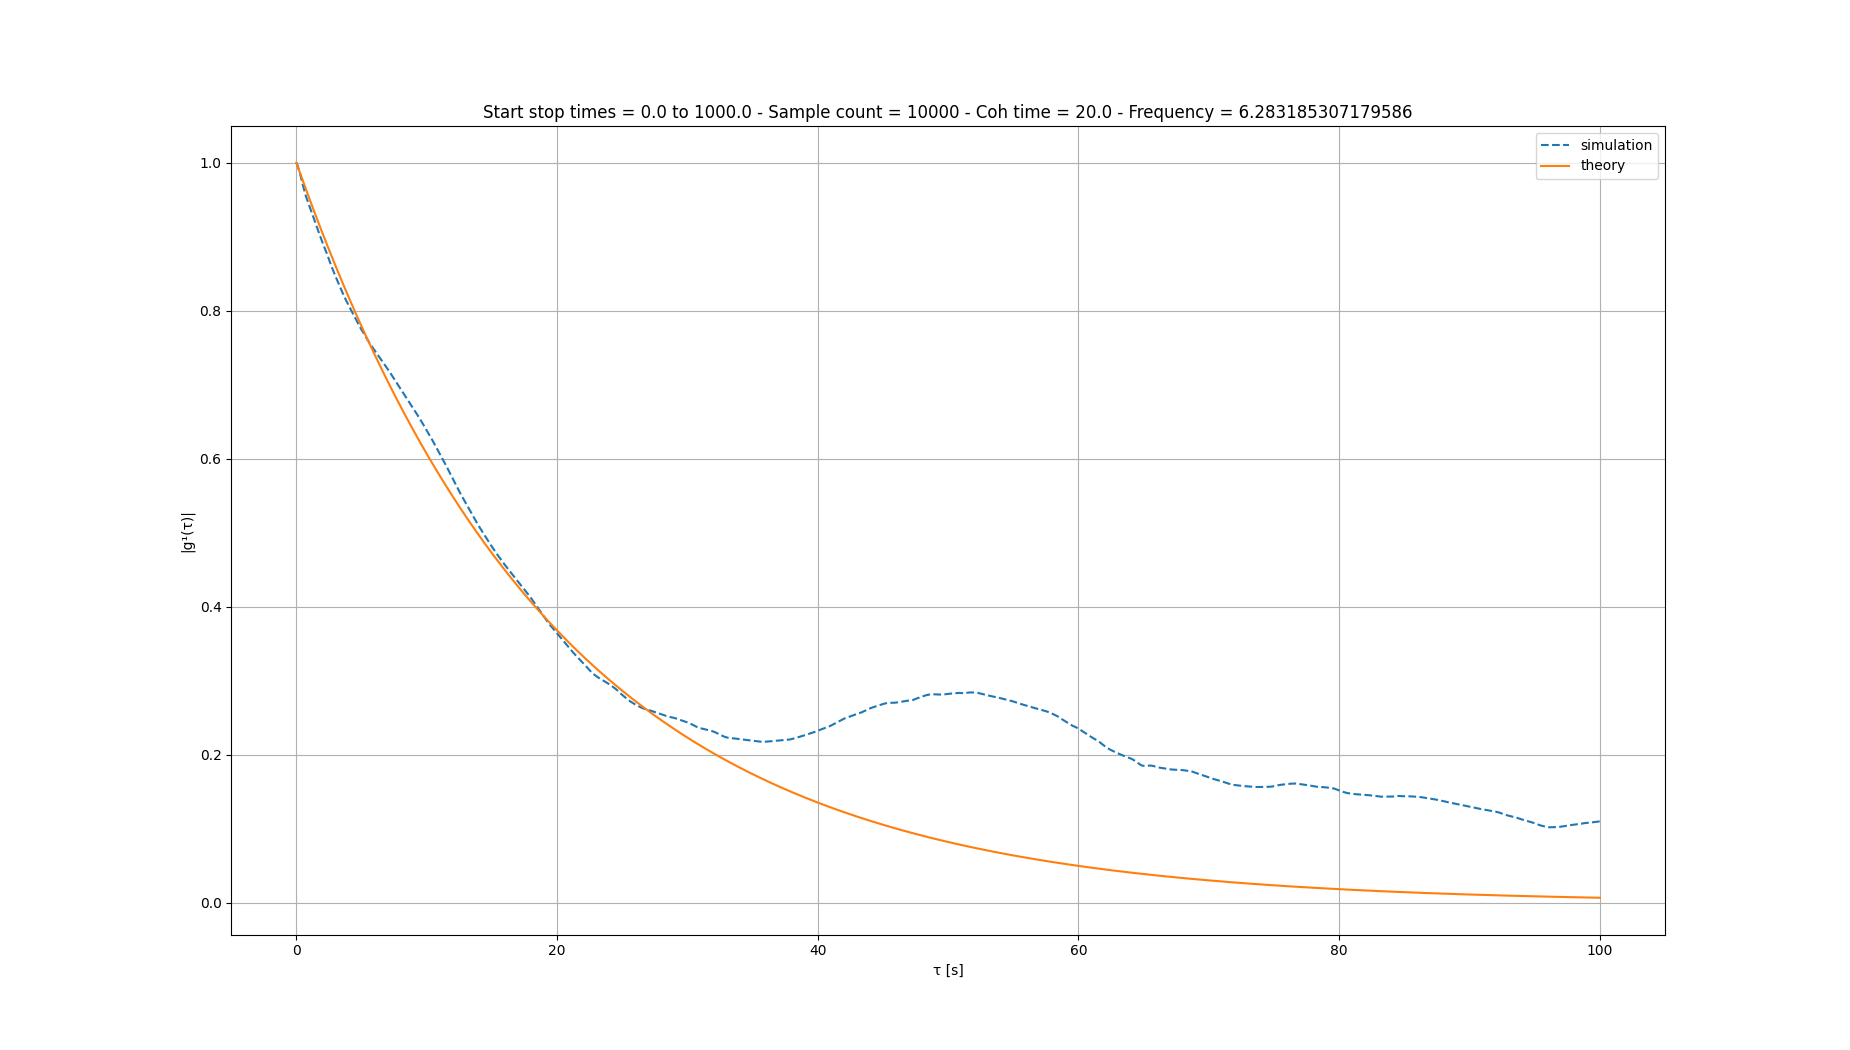 Start stop times = 0.0 to 1000.0 - Sample count = 10000 - Coh time = 20.0 - Frequency = 6.283185307179586
simulation
theory
1.0
0.8
0.6
0.4
0.2
0.0
|g¹(τ)|
0 20 40 60 80 100
τ [s]